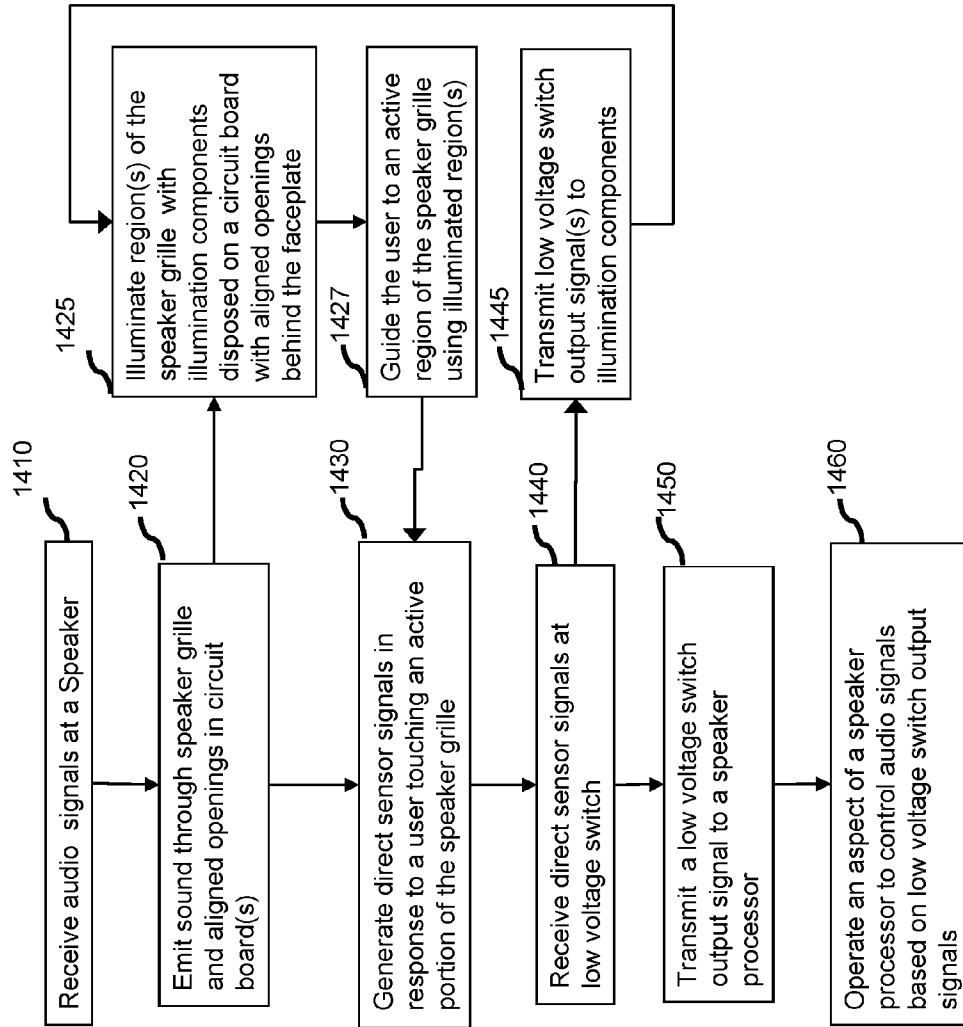 1410
Receive audio signals at a Speaker
1420
Emit sound through speaker grille
and aligned openings in circuit
board(s)
1425
Illuminate region(s) of the
speaker grille with
illumination components
disposed on a circuit board
with aligned openings
behind the faceplate
1427
Guide the user to an active
region of the speaker grille
using illuminated region(s)
1430
Generate direct sensor signals in
response to a user touching an active
portion of the speaker grille
1440
Receive direct sensor signals at
low voltage switch
1445
Transmit low voltage switch
output signal(s) to
illumination components
1450
Transmit a low voltage switch
output signal to a speaker
processor
1460
Operate an aspect of a speaker
processor to control audio signals
based on low voltage switch output
signals